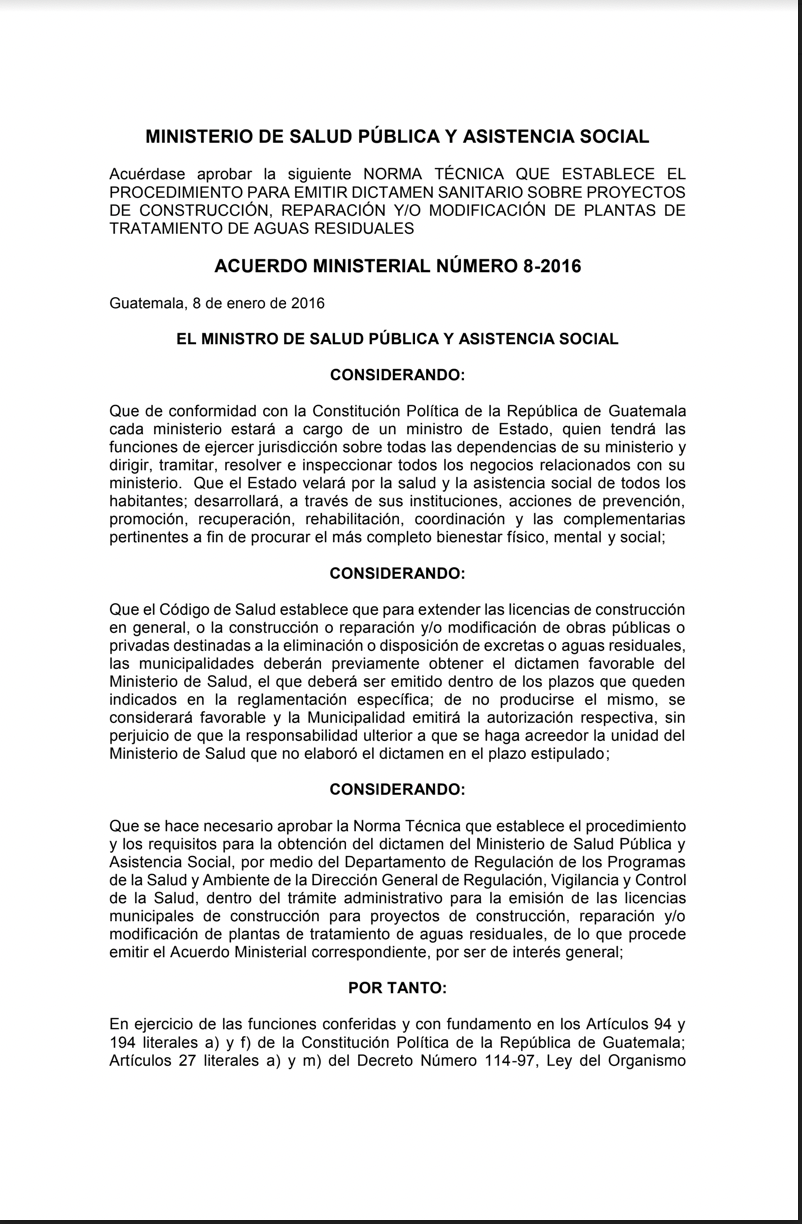 MINISTERIO DE SALUD PÚBLICA Y ASISTENCIA SOCIAL
Acuérdase aprobar la siguiente NORMA TÉCNICA QUE ESTABLECE EL
PROCEDIMIENTO PARA EMITIR DICTAMEN SANITARIO SOBRE PROYECTOS
DE CONSTRUCCIÓN, REPARACIÓN Y/O MODIFICACIÓN DE PLANTAS DE
TRATAMIENTO DE AGUAS RESIDUALES
ACUERDO MINISTERIAL NÚMERO 8-2016
Guatemala, 8 de enero de 2016
EL MINISTRO DE SALUD PÚBLICA Y ASISTENCIA SOCIAL
CONSIDERANDO:
Que de conformidad con la Constitución Política de la República de Guatemala
cada ministerio estará a cargo de un ministro de Estado, quien tendrá las
funciones de ejercer jurisdicción sobre todas las dependencias de su ministerio y
dirigir, tramitar, resolver e inspeccionar todos los negocios relacionados con su
ministerio. Que el Estado velará por la salud y la asistencia social de todos los
habitantes; desarrollará, a través de sus instituciones, acciones de prevención,
promoción, recuperación, rehabilitación, coordinación y las complementarias
pertinentes a fin de procurar el más completo bienestar físico, mental y social;
CONSIDERANDO:
Que el Código de Salud establece que para extender las licencias de construcción
en general, o la construcción o reparación y/o modificación de obras públicas o
privadas destinadas a la eliminación o disposición de excretas o aguas residuales,
las municipalidades deberán previamente obtener el dictamen favorable del
Ministerio de Salud, el que deberá ser emitido dentro de los plazos que queden
indicados en la reglamentación específica; de no producirse el mismo, se
considerará favorable y la Municipalidad emitirá la autorización respectiva, sin
perjuicio de que la responsabilidad ulterior a que se haga acreedor la unidad del
Ministerio de Salud que no elaboró el dictamen en el plazo estipulado;
CONSIDERANDO:
Que se hace necesario aprobar la Norma Técnica que establece el procedimiento
y los requisitos para la obtención del dictamen del Ministerio de Salud Pública y
Asistencia Social, por medio del Departamento de Regulación de los Programas
de la Salud y Ambiente de la Dirección General de Regulación, Vigilancia y Control
de la Salud, dentro del trámite administrativo para la emisión de las licencias
municipales de construcción para proyectos de construcción, reparación y/o
modificación de plantas de tratamiento de aguas residuales, de lo que procede
emitir el Acuerdo Ministerial correspondiente, por ser de interés general;
POR TANTO:
En ejercicio de las funciones conferidas y con fundamento en los Artículos 94 y
194 literales a) y f) de la Constitución Política de la República de Guatemala;
Artículos 27 literales a) y m) del Decreto Número 114-97, Ley del Organismo